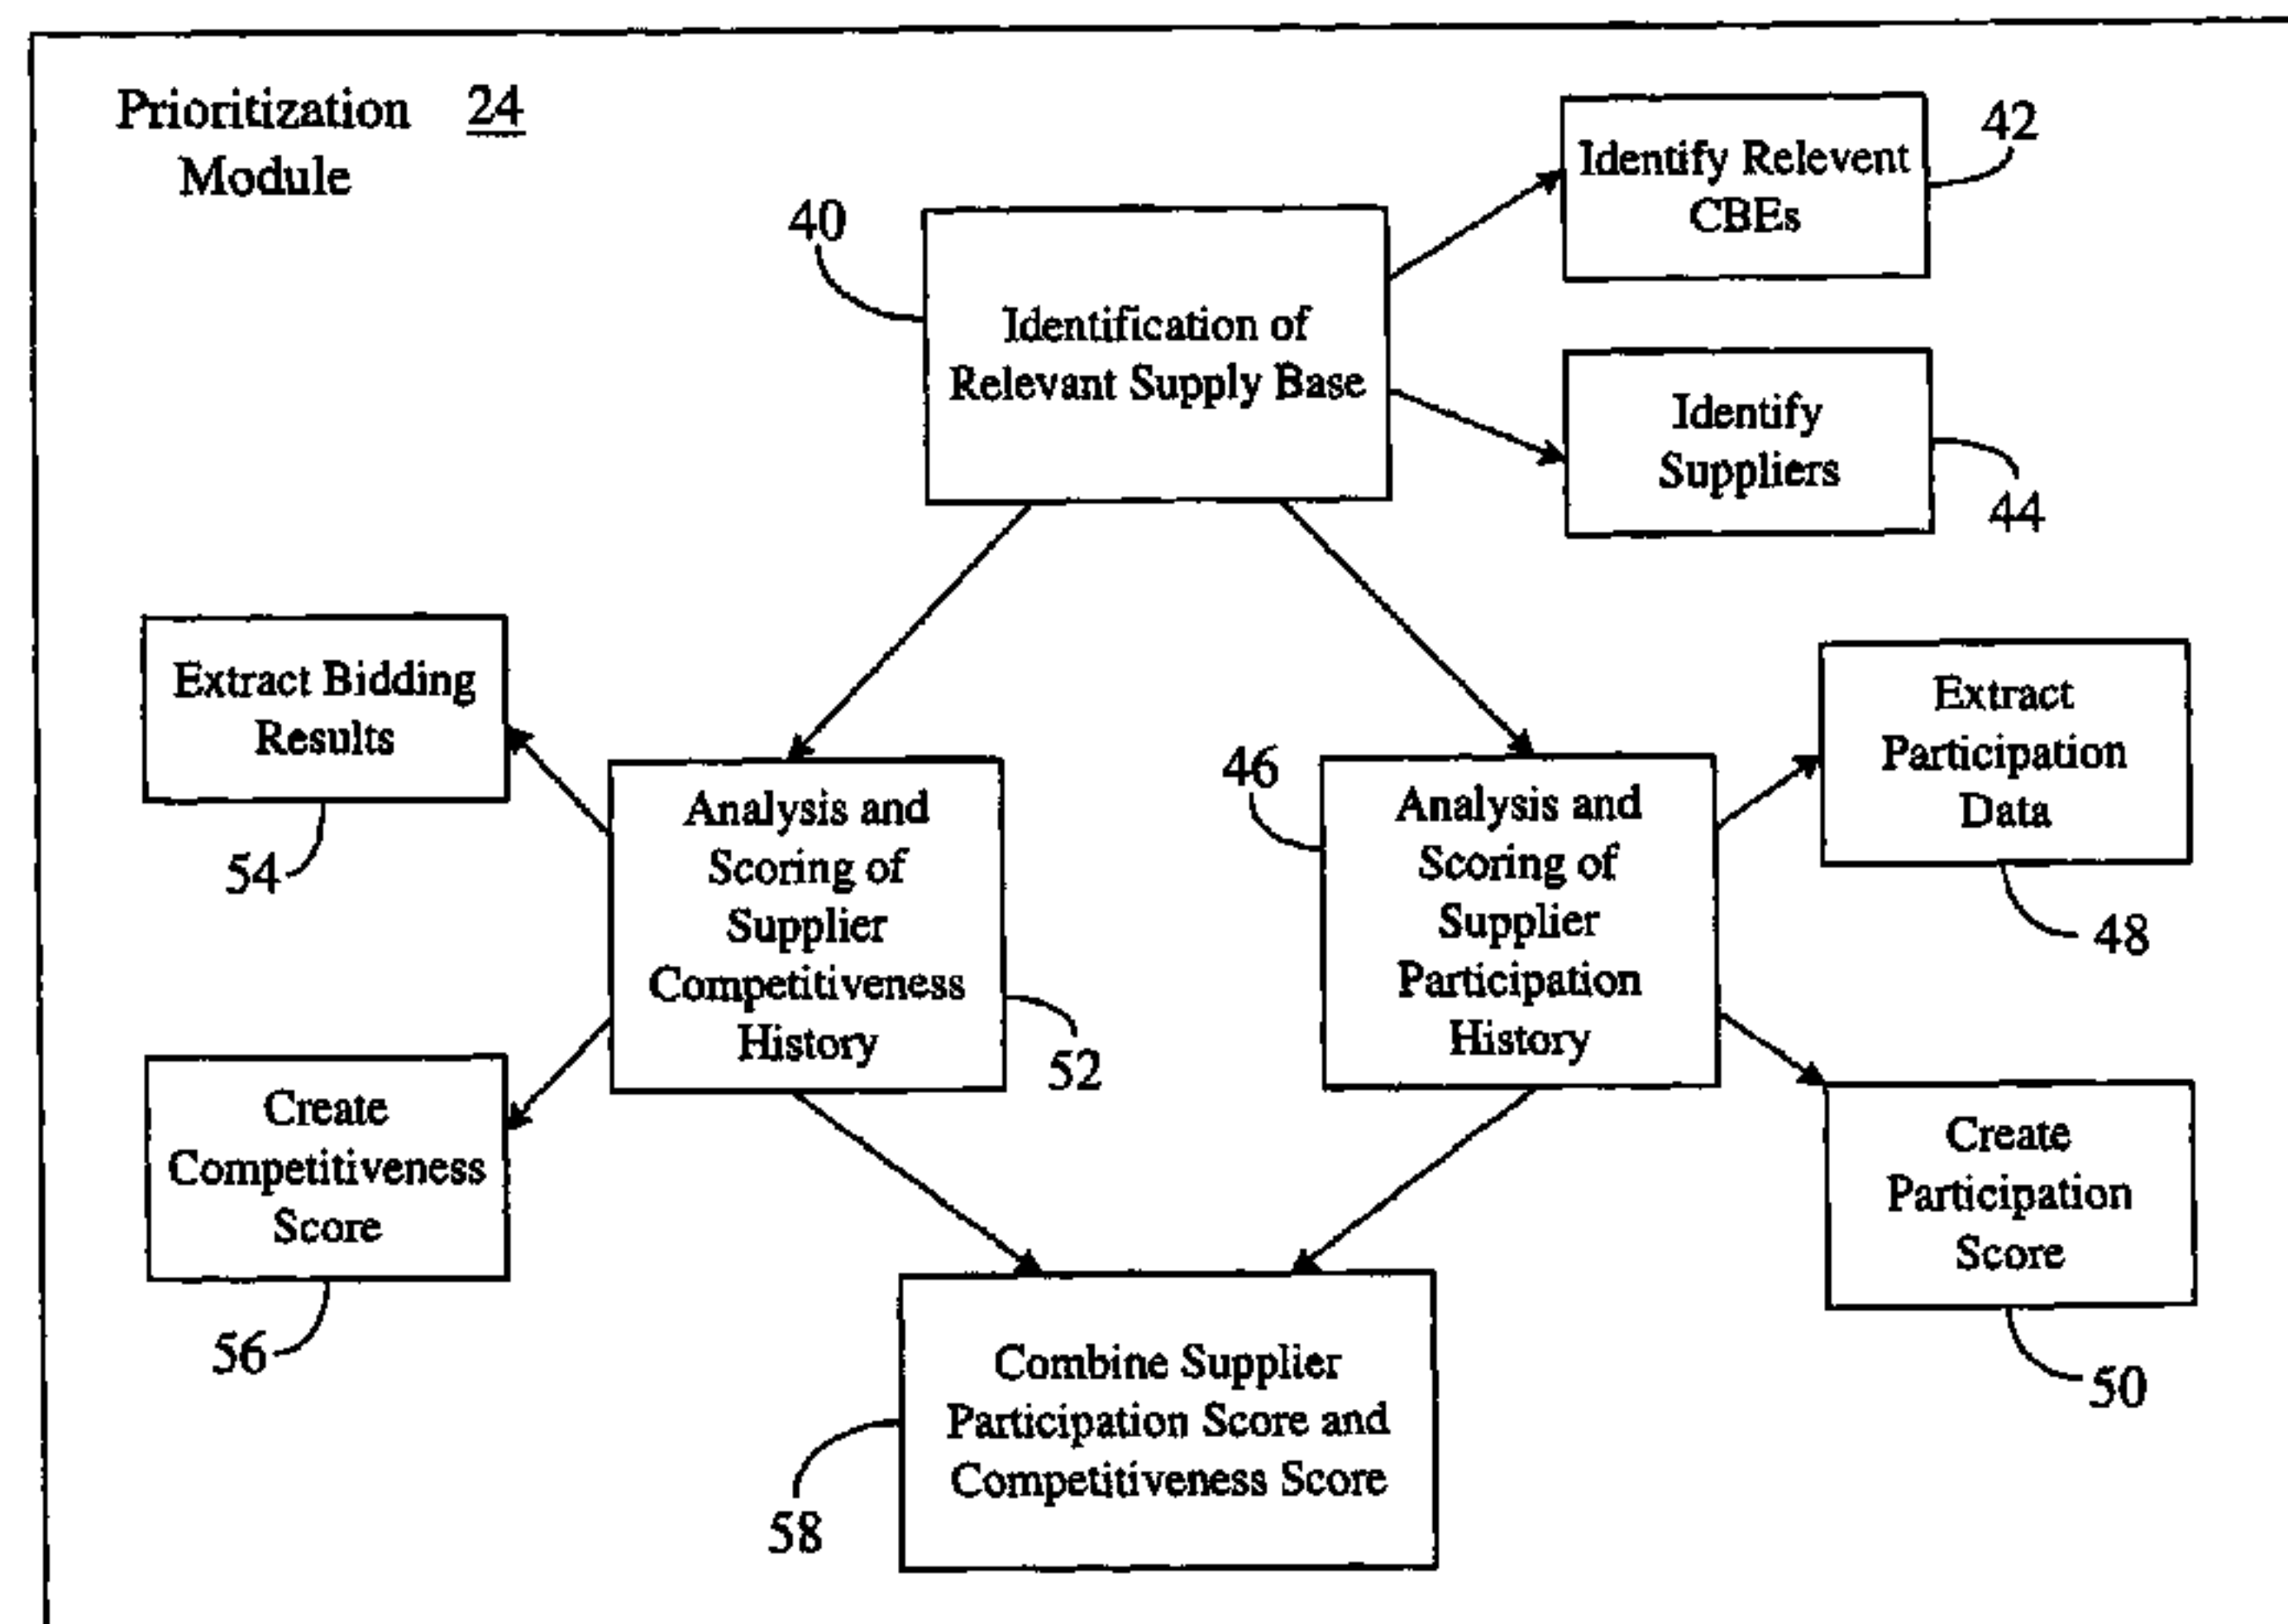 Prioritization 24
Module
Identify Relevent
CBEs
42
40
Identification of
Relevant Supply Base
Identify
Suppliers
44
Extract Bidding
Results
54
Analysis and
Scoring of
Supplier
Competitiveness
History
52
46
Analysis and
Scoring of
Supplier
Participation
History
Extract
Participation
Data
48
Create
Competitiveness
Score
56
Create
Participation
Score
50
Combine Supplier
Participation Score and
Competitiveness Score
58